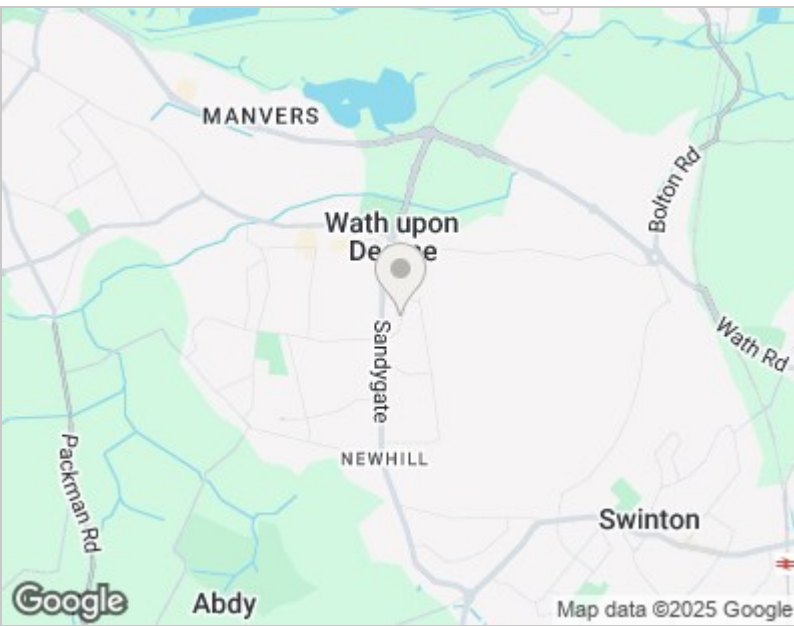 MANVERS
Bolton Rd
Wath upon
Sandygate
Wath Rd
Packman Rd
NEWHILL
Swinton
Abdy
Google
Map data ©2025 Google